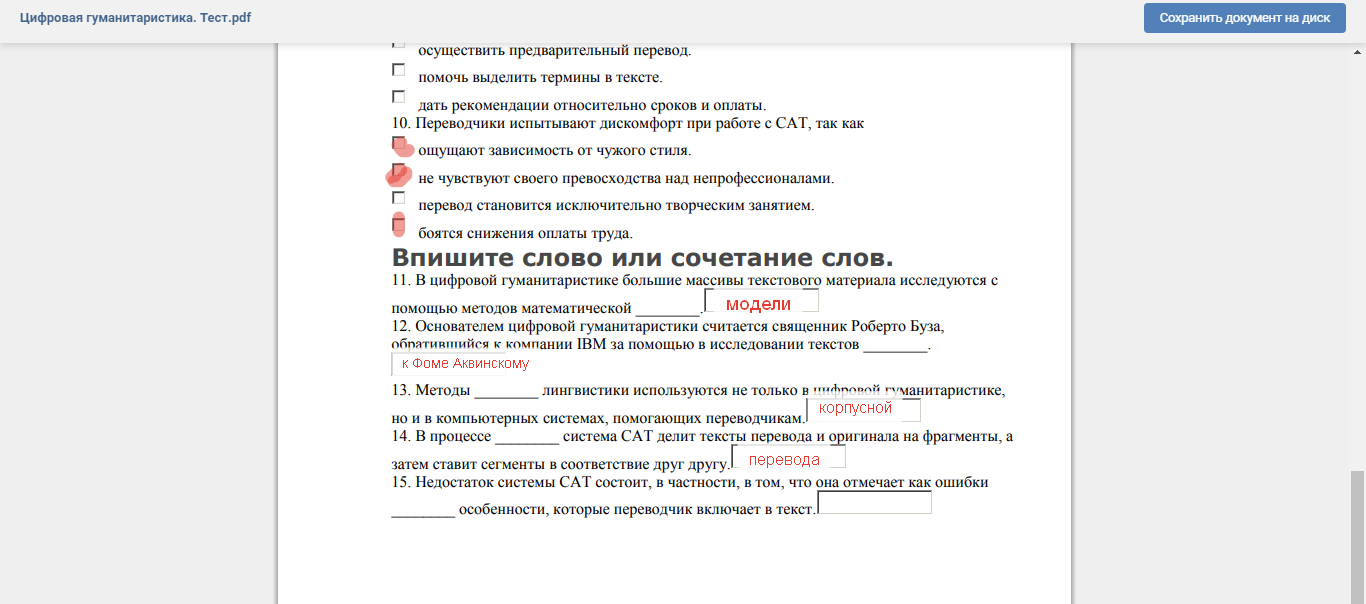 Цифровая гуманитаристика. Тест.pdf
Сохранить документ на диск
осуществить предварительный перевод.
помочь выделить термины в тексте.
дать рекомендации относительно сроков и оплаты.
10. Переводчики испытывают дискомфорт при работе с CAT, так как
ощущают зависимость от чужого стиля.
не чувствуют своего превосходства над непрофессионалами.
перевод становится исключительно творческим занятием.
боятся снижения оплаты труда.
Впишите слово или сочетание слов.
11. В цифровой гуманитаристике большие массивы текстового материала исследуются с
помощью методов математической ________. модели
12. Основателем цифровой гуманитаристики считается священник Роберто Буза,
обратившийся к компании IBM за помощью в исследовании текстов ________.
к Фоме Аквинскому
13. Методы ________ лингвистики используются не только в цифровой гуманитаристике,
но и в компьютерных системах, помогающих переводчикам. корпусной
14. В процессе ________ система CAT делит тексты перевода и оригинала на фрагменты, а
затем ставит сегменты в соответствие друг другу. перевода
15. Недостаток системы CAT состоит, в частности, в том, что она отмечает как ошибки
________ особенности, которые переводчик включает в текст.